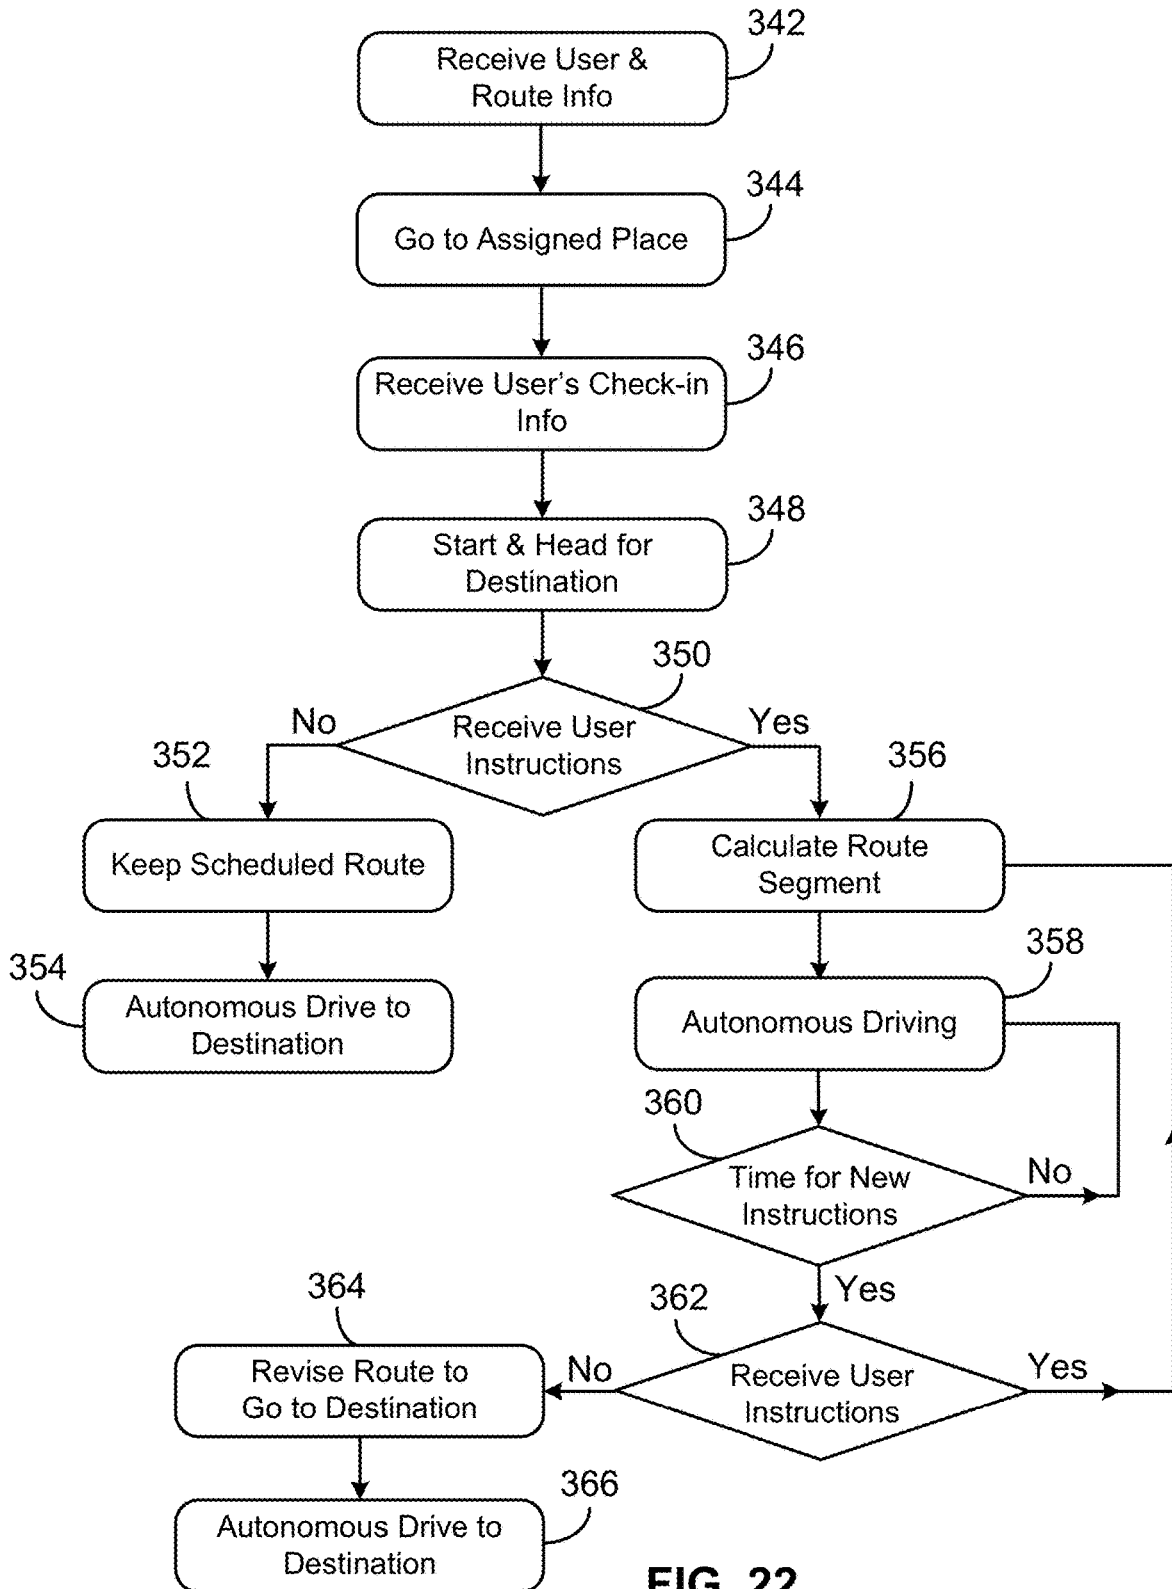 342
Receive User &
Route Info
344
Go to Assigned Place
346
Receive User's Check-in
Info
348
Start & Head for
Destination
350
Receive User
Instructions
No
Yes
352
Keep Scheduled Route
354
Autonomous Drive to
Destination
356
Calculate Route
Segment
358
Autonomous Driving
360
Time for New
Instructions
No
Yes
362
Receive User
Instructions
No
Yes
364
Revise Route to
Go to Destination
366
Autonomous Drive to
Destination
FIG. 22